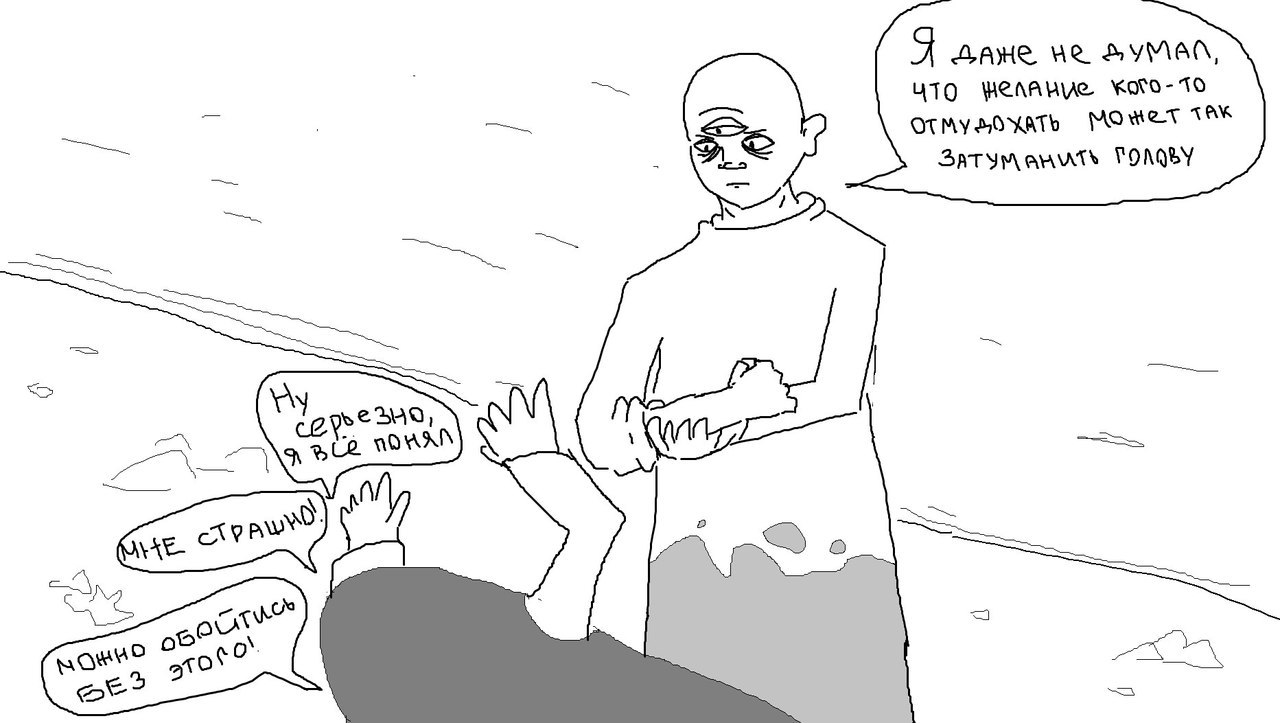 Я даже не думал,
что желание кого-то
отмудохать может так
затуманить голову
Ну
серьезно,
я всё понял
мне страшно!
можно обойтись
без этого!